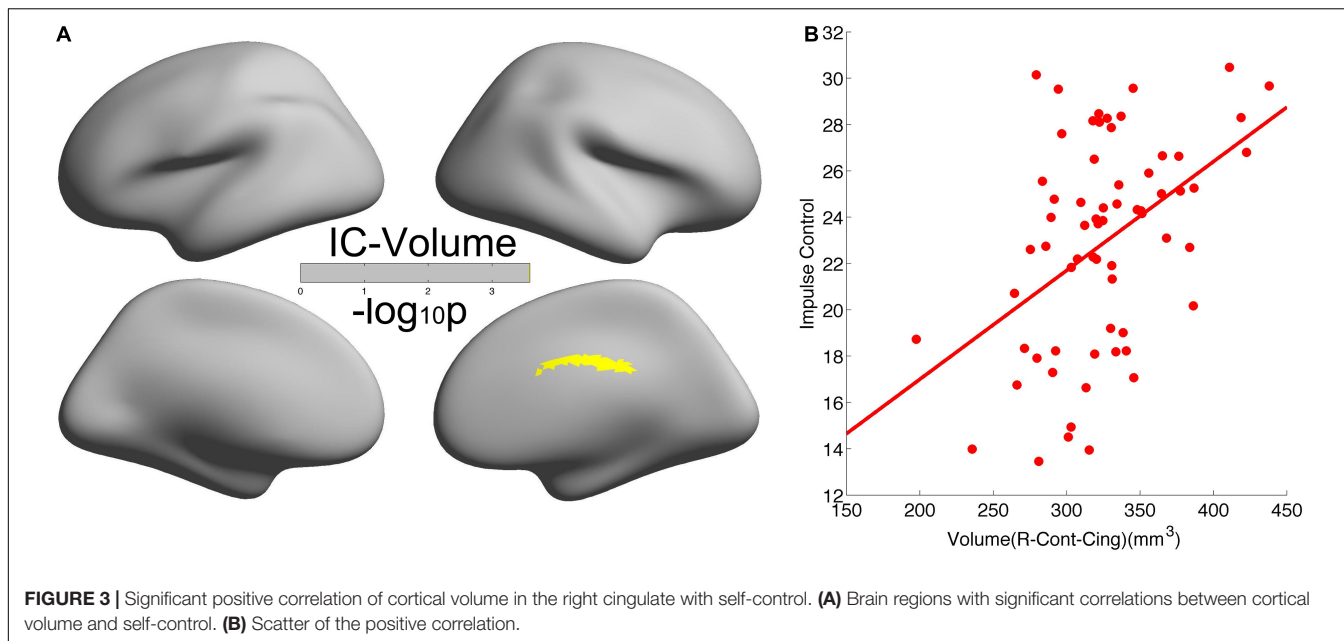 A
IC-Volume
0 1 2 3
-log10p
B
32
30
28
26
24
22
20
18
16
14
12
Impulse Control
150 200 250 300 350 400 450
Volume(R-Cont-Cing)(mm³)
FIGURE 3 | Significant positive correlation of cortical volume in the right cingulate with self-control. (A) Brain regions with significant correlations between cortical
volume and self-control. (B) Scatter of the positive correlation.